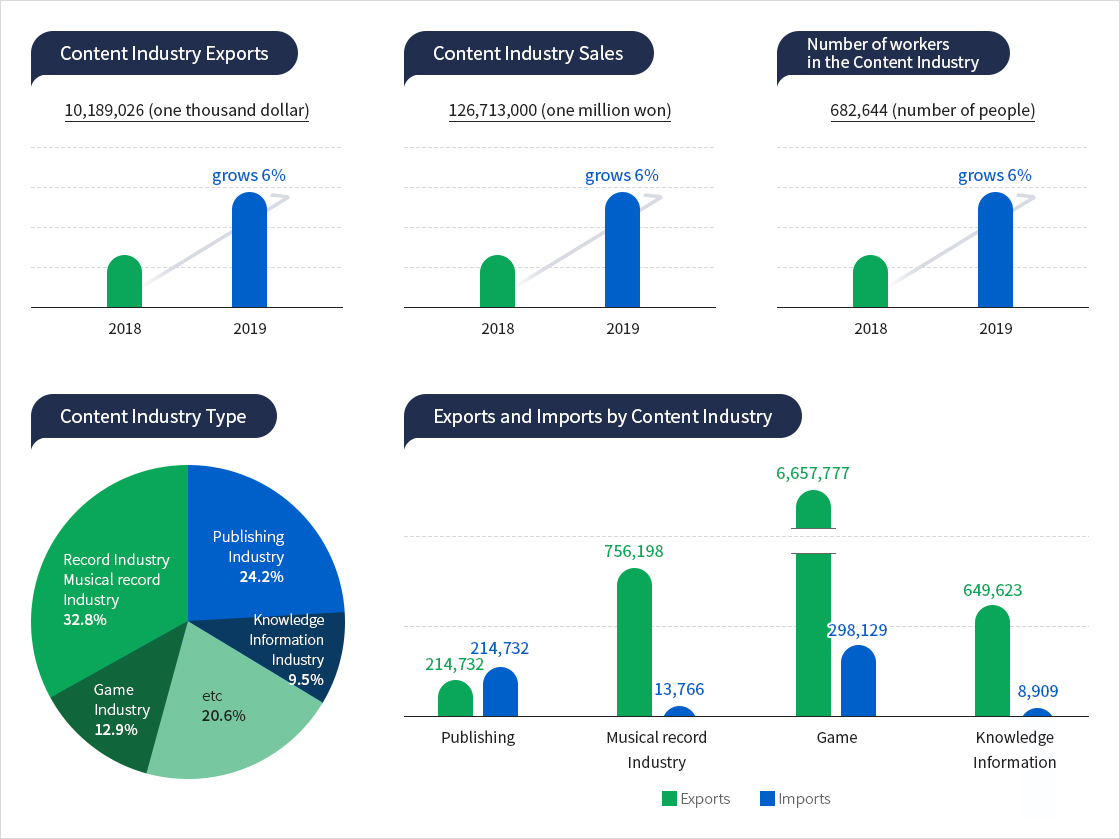 Content Industry Exports
10,189,026 (one thousand dollar)
grows 6%
2018
2019
Content Industry Sales
126,713,000 (one million won)
grows 6%
2018
2019
Number of workers
in the Content Industry
682,644 (number of people)
grows 6%
2018
2019
Content Industry Type
Publishing
Industry
24.2%
Knowledge
Information
Industry
9.5%
etc
20.6%
Game
Industry
12.9%
Record Industry
Musical record
Industry
32.8%
Exports and Imports by Content Industry
214,732
214,732
Publishing
756,198
13,766
Musical record
Industry
6,657,777
298,129
Game
649,623
8,909
Knowledge
Information
Exports
Imports